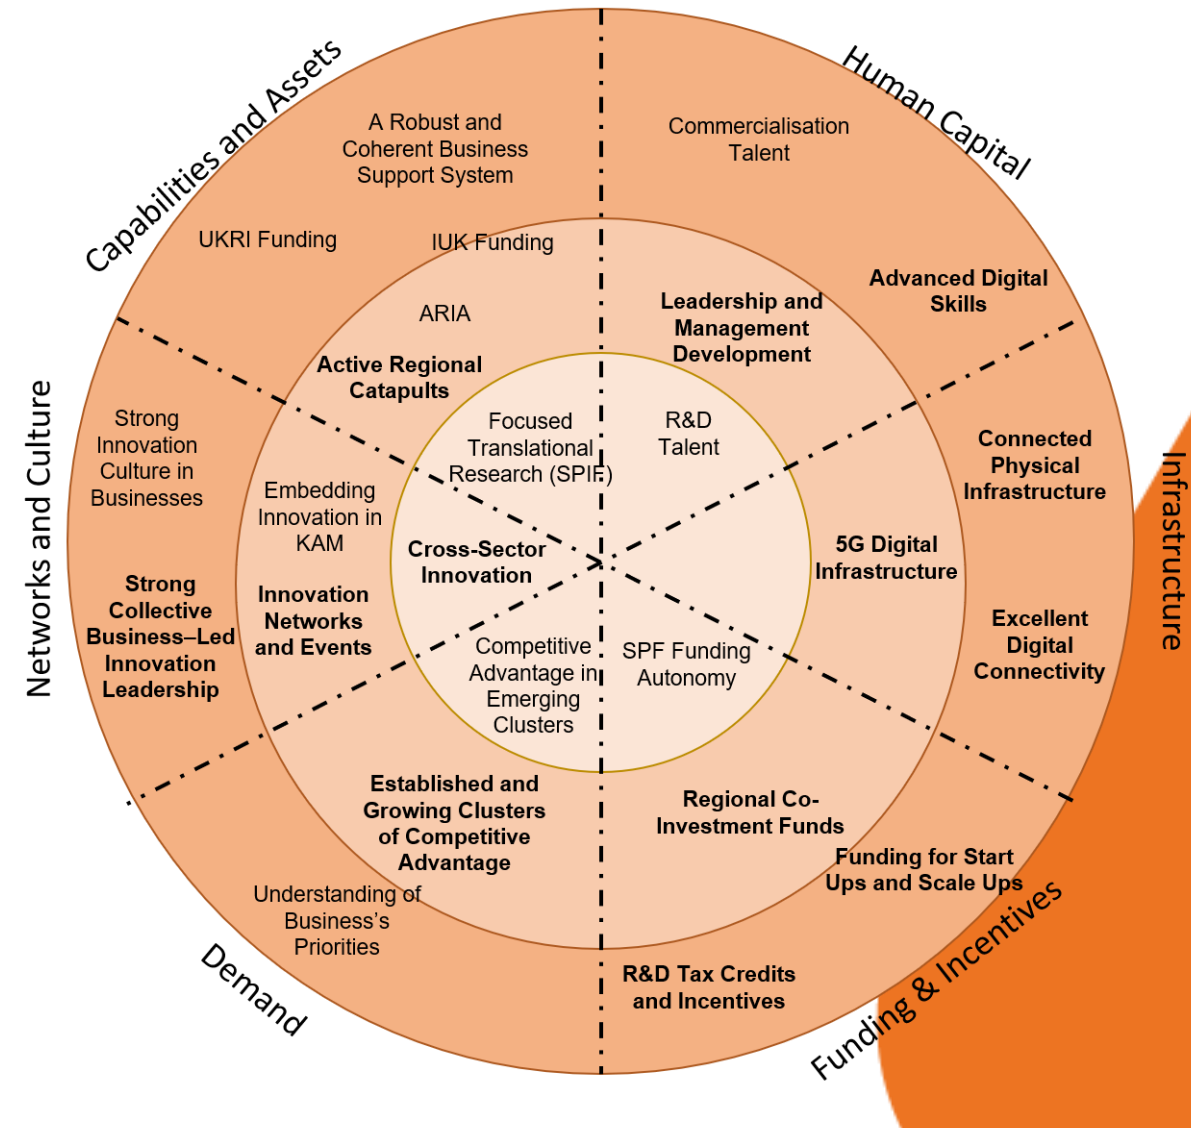 Capabilities and Assets
A Robust and
Coherent Business
Support System
UKRI Funding
IUK Funding
ARIA
Active Regional
Catapults
Focused
Translational
Research (SPIF)
Human Capital
Commercialisation
Talent
Advanced Digital
Skills
Leadership and
Management
Development
R&D
Talent
Infrastructure
Connected
Physical
Infrastructure
5G Digital
Infrastructure
Excellent
Digital
Connectivity
Funding & Incentives
SPF Funding
Autonomy
Regional Co-
Investment Funds
Funding for Start
Ups and Scale Ups
R&D Tax Credits
and Incentives
Demand
Competitive
Advantage in
Emerging
Clusters
Established and
Growing Clusters
of Competitive
Advantage
Understanding of
Business’s
Priorities
Networks and Culture
Strong
Innovation
Culture in
Businesses
Strong
Collective
Business–Led
Innovation
Leadership
Embedding
Innovation in
KAM
Innovation
Networks
and Events
Cross-Sector
Innovation